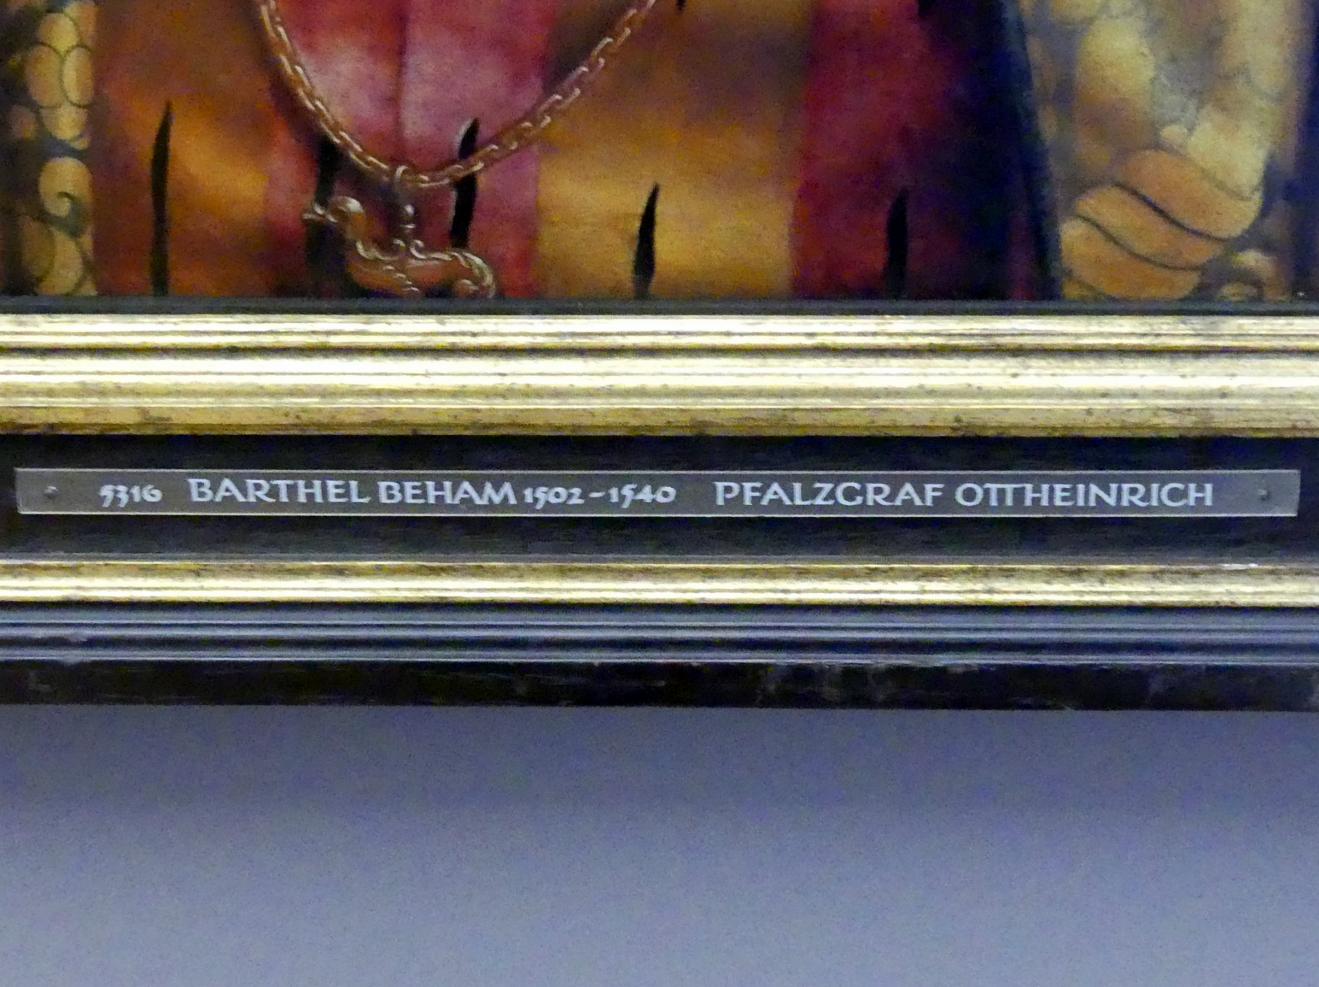 5316 BARTHEL BEHAM 1502-1540 PFALZGRAF OTTHEINRICH